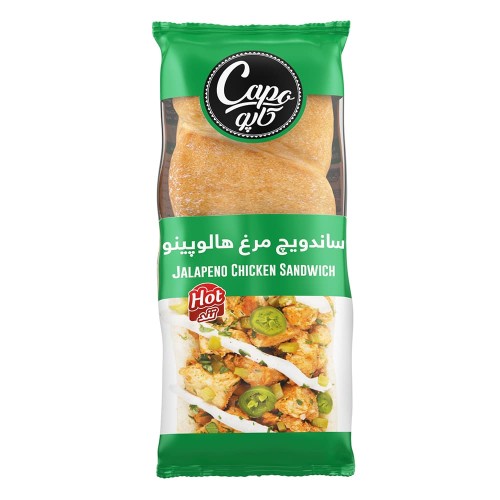 Capo
کاپو
ساندویچ مرغ هالوپینو
JALAPENO CHICKEN SANDWICH
Hot
تند